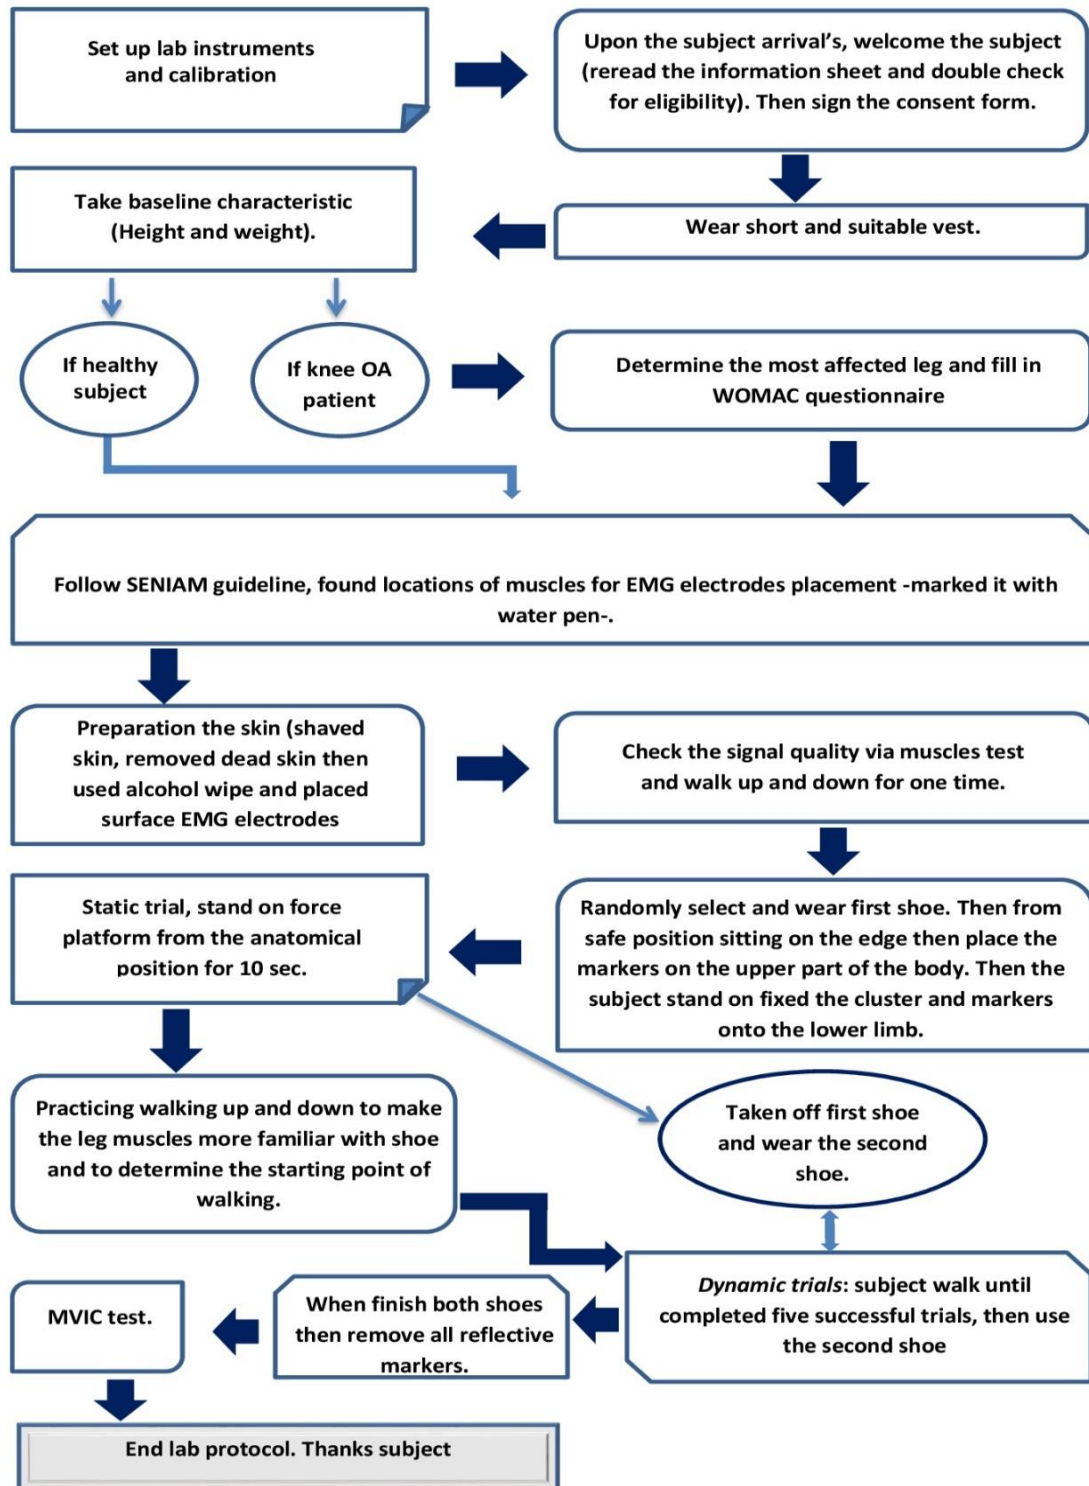 Set up lab instruments
and calibration
Upon the subject arrival's, welcome the subject
(reread the information sheet and double check
for eligibility). Then sign the consent form.
Wear short and suitable vest.
Take baseline characteristic
(Height and weight).
If healthy
subject
If knee OA
patient
Determine the most affected leg and fill in
WOMAC questionnaire
Follow SENIAM guideline, found locations of muscles for EMG electrodes placement -marked it with
water pen-.
Preparation the skin (shaved
skin, removed dead skin then
used alcohol wipe and placed
surface EMG electrodes
Check the signal quality via muscles test
and walk up and down for one time.
Randomly select and wear first shoe. Then from
safe position sitting on the edge then place the
markers on the upper part of the body. Then the
subject stand on fixed the cluster and markers
onto the lower limb.
Static trial, stand on force
platform from the anatomical
position for 10 sec.
Practicing walking up and down to make
the leg muscles more familiar with shoe
and to determine the starting point of
walking.
Taken off first shoe
and wear the second
shoe.
Dynamic trials: subject walk until
completed five successful trials, then use
the second shoe
When finish both shoes
then remove all reflective
markers.
MVIC test.
End lab protocol. Thanks subject